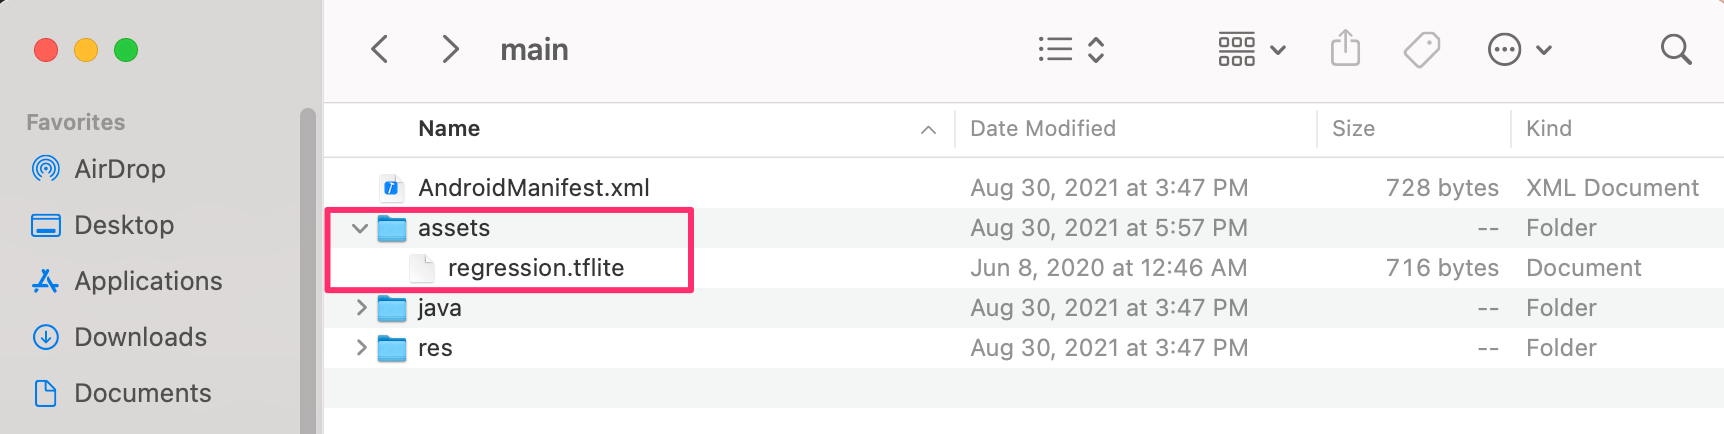 main
Favorites
AirDrop
Desktop
Applications
Downloads
Documents
Name Date Modified Size Kind
AndroidManifest.xml Aug 30, 2021 at 3:47 PM 728 bytes XML Document
assets Aug 30, 2021 at 5:57 PM -- Folder
regression.tflite Jun 8, 2020 at 12:46 AM 716 bytes Document
java Aug 30, 2021 at 3:47 PM -- Folder
res Aug 30, 2021 at 3:47 PM -- Folder